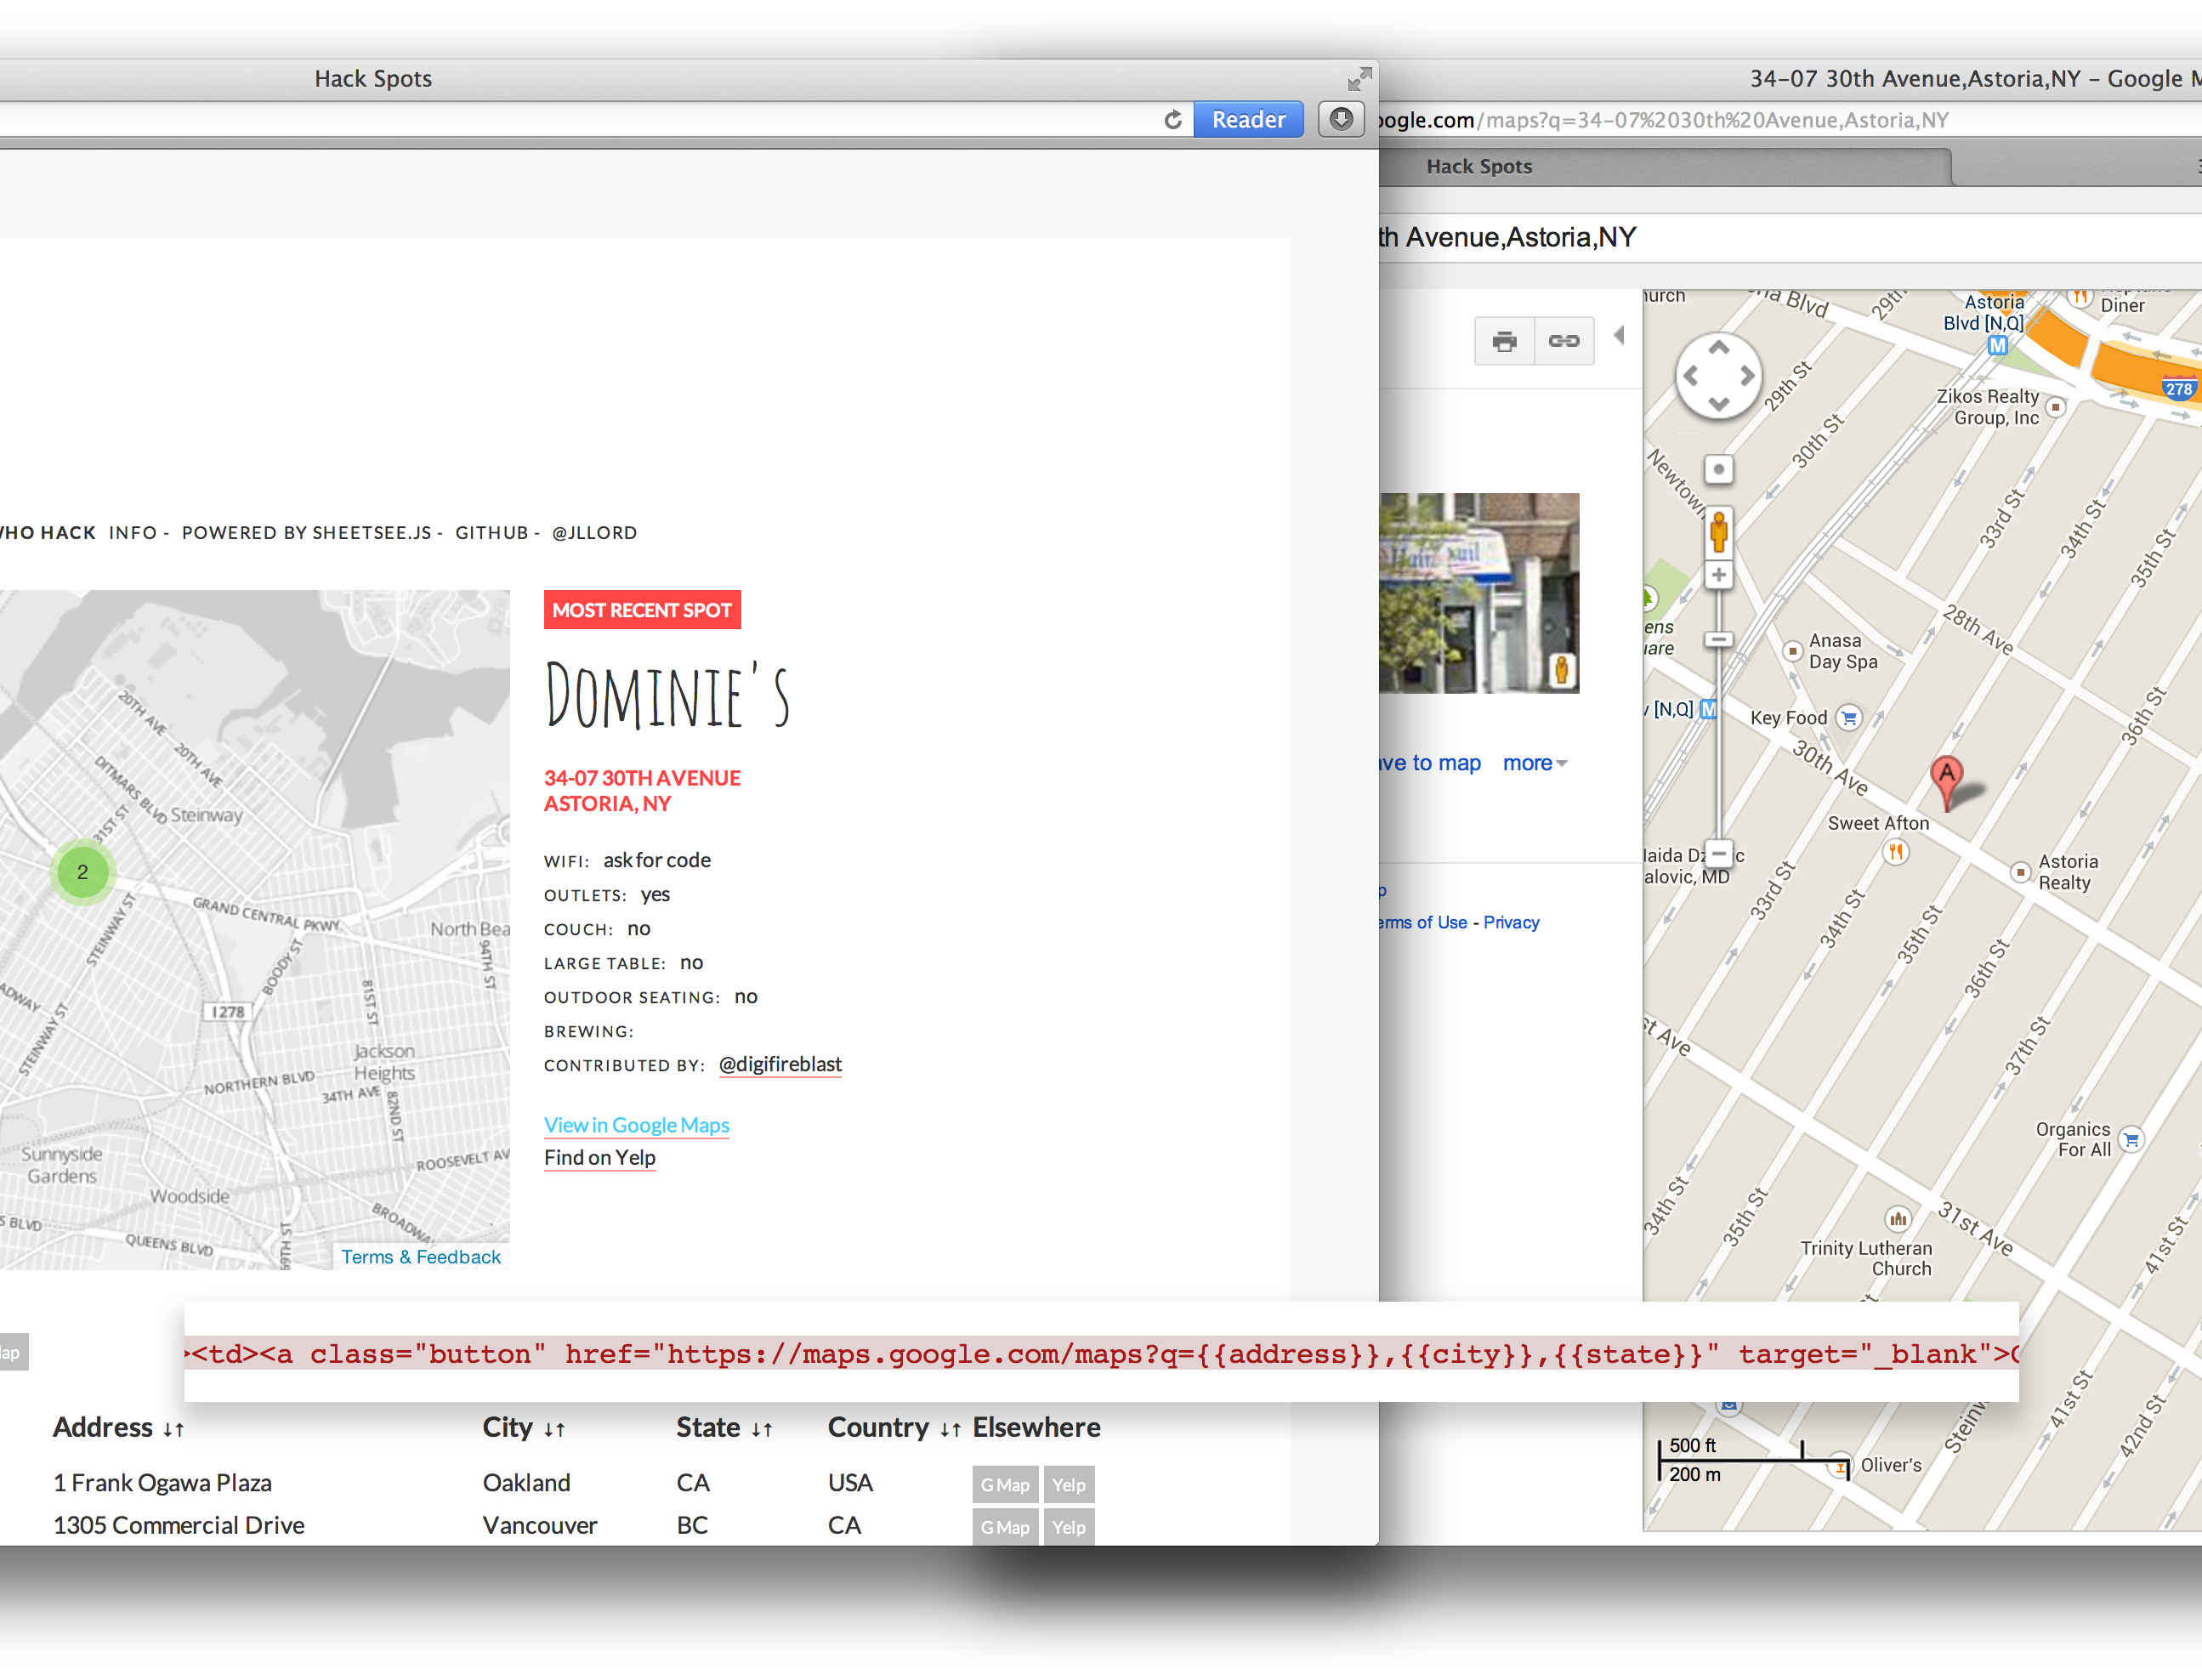 Hack Spots
Reader
WHO HACK INFO - POWERED BY SHEETSEE.JS - GITHUB - @JLLORD
20TH AVE
20TH AVE
DITMARS BLVD
Steinway
31ST ST
2
GRAND CENTRAL PKWY
STEINWAY ST
BOODY ST
North Bea
94TH ST
STEINWAY ST
I 278
81ST ST
Jackson
Heights
NORTHERN BLVD
34TH AVE
82ND ST
Sunnyside
Gardens
ROOSEVELT AV
Woodside
BROADWAY
QUEENS BLVD
69TH ST
Terms & Feedback
MOST RECENT SPOT
DOMINIE'S
34-07 30TH AVENUE
ASTORIA, NY
WIFI: ask for code
OUTLETS: yes
COUCH: no
LARGE TABLE: no
OUTDOOR SEATING: no
BREWING:
CONTRIBUTED BY: @digifireblast
View in Google Maps
Find on Yelp
><td><a class="button" href="https://maps.google.com/maps?q={{address}},{{city}},{{state}}" target="_blank">G
Address ↓↑ City ↓↑ State ↓↑ Country ↓↑ Elsewhere
1 Frank Ogawa Plaza Oakland CA USA G Map Yelp
1305 Commercial Drive Vancouver BC CA G Map Yelp
34-07 30th Avenue,Astoria,NY - Google M
oogle.com/maps?q=34-07%2030th%20Avenue,Astoria,NY
Hack Spots
th Avenue,Astoria,NY
ave to map more
erms of Use - Privacy
Astoria
Blvd [N,Q]
M
Diner
278
29th St
29th
Zikos Realty
Group, Inc
30th St
Newtown
33rd St
34th St
35th St
28th Ave
Anasa
Day Spa
[N,Q] M
Key Food
36th St
30th Ave
A
Sweet Afton
Astoria
Realty
alovic, MD
33rd St
34th St
35th St
36th St
37th St
st Ave
Organics
For All
34th St
35th St
31st Ave
41st St
Trinity Lutheran
Church
41st St
42nd St
Steinw
500 ft
200 m
Oliver's